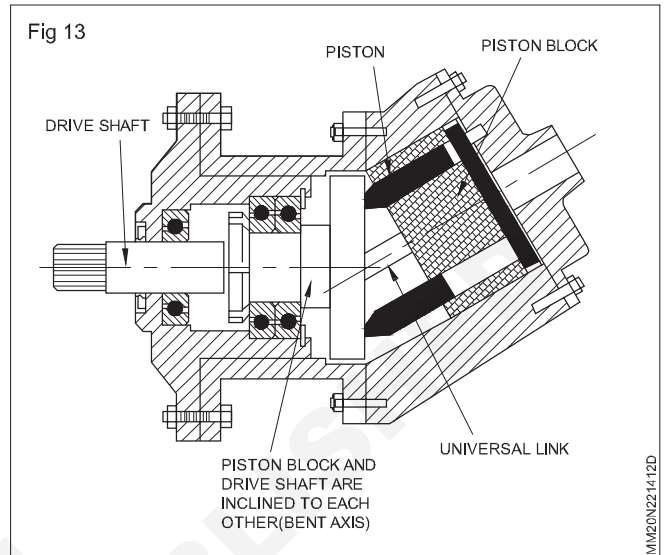 Fig 13
PISTON
PISTON BLOCK
DRIVE SHAFT
UNIVERSAL LINK
PISTON BLOCK AND
DRIVE SHAFT ARE
INCLINED TO EACH
OTHER(BENT AXIS)
MM20N221412D